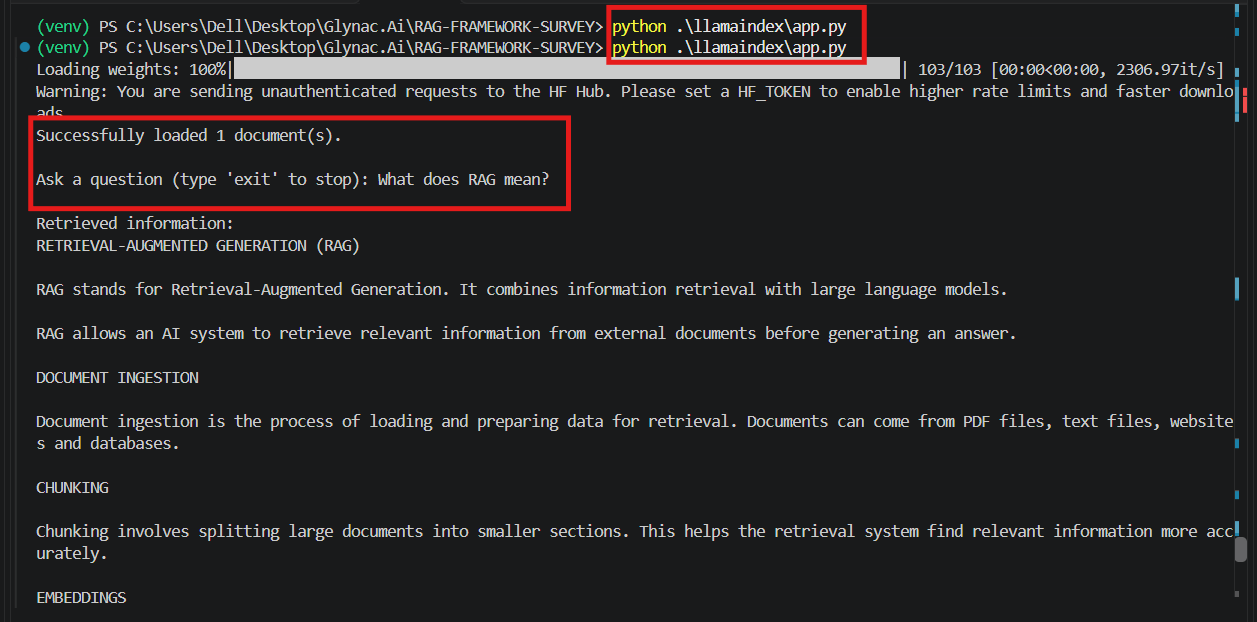 (venv) PS C:\Users\Dell\Desktop\Glynac.Ai\RAG-FRAMEWORK-SURVEY> python .\llamaindex\app.py
(venv) PS C:\Users\Dell\Desktop\Glynac.Ai\RAG-FRAMEWORK-SURVEY> python .\llamaindex\app.py
Loading weights: 100%| | 103/103 [00:00<00:00, 2306.97it/s]
Warning: You are sending unauthenticated requests to the HF Hub. Please set a HF_TOKEN to enable higher rate limits and faster downlo
ads.
Successfully loaded 1 document(s).
Ask a question (type 'exit' to stop): What does RAG mean?
Retrieved information:
RETRIEVAL-AUGMENTED GENERATION (RAG)
RAG stands for Retrieval-Augmented Generation. It combines information retrieval with large language models.
RAG allows an AI system to retrieve relevant information from external documents before generating an answer.
DOCUMENT INGESTION
Document ingestion is the process of loading and preparing data for retrieval. Documents can come from PDF files, text files, website
s and databases.
CHUNKING
Chunking involves splitting large documents into smaller sections. This helps the retrieval system find relevant information more acc
urately.
EMBEDDINGS